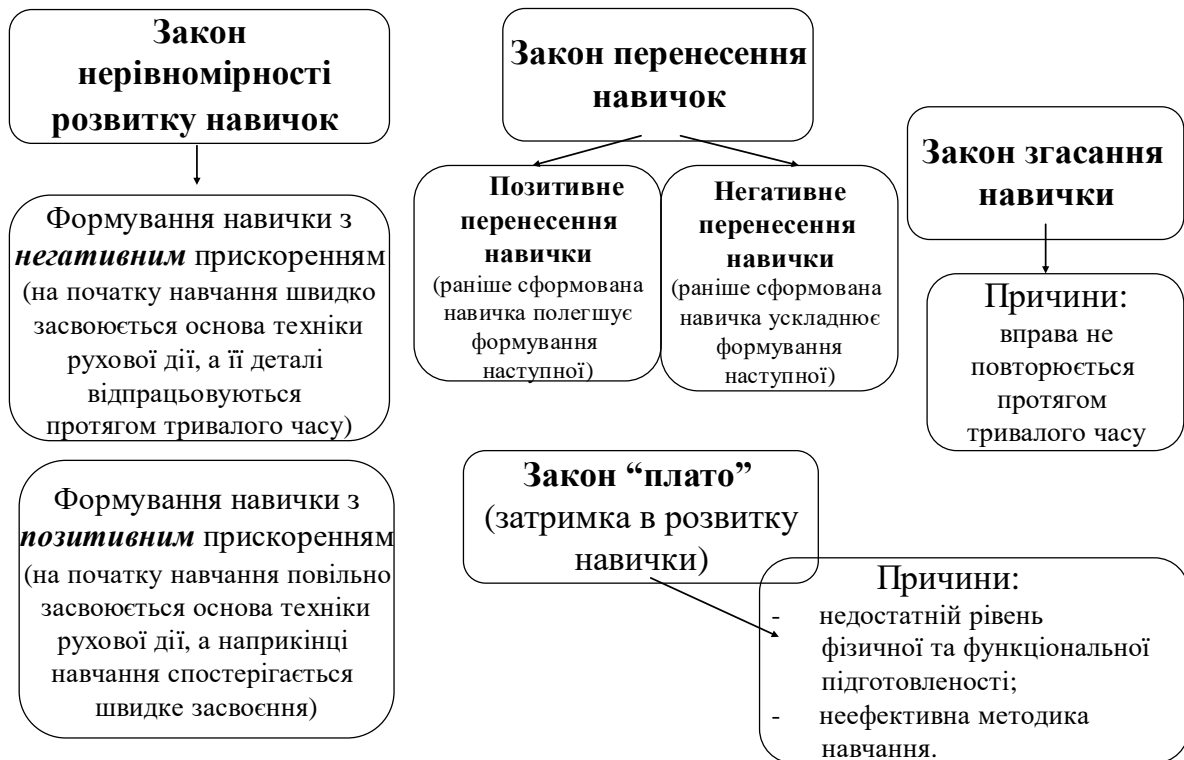 Закон
нерівномірності
розвитку навичок
Формування навички з
негативним прискоренням
(на початку навчання швидко
засвоюється основа техніки
рухової дії, а її деталі
відпрацьовуються
протягом тривалого часу)
Формування навички з
позитивним прискоренням
(на початку навчання повільно
засвоюється основа техніки
рухової дії, а наприкінці
навчання спостерігається
швидке засвоєння)
Закон перенесення
навичок
Позитивне
перенесення
навички
(раніше сформована
навичка полегшує
формування
наступної)
Негативне
перенесення
навички
(раніше сформована
навичка ускладнює
формування
наступної)
Закон згасання
навички
Причини:
вправа не
повторюється
протягом
тривалого часу
Закон “плато”
(затримка в розвитку
навички)
Причини:
- недостатній рівень
фізичної та функціональної
підготовленості;
- неефективна методика
навчання.